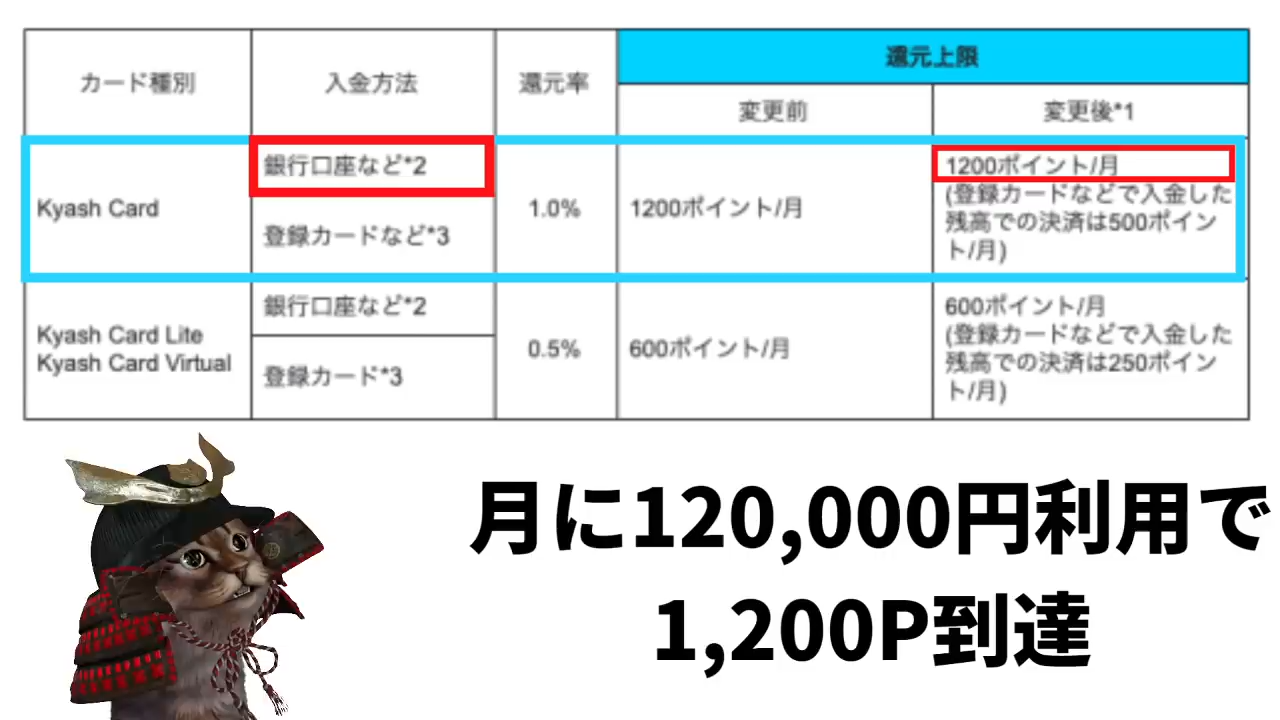 カード種別
入金方法
還元率
還元上限
変更前
変更後*1
Kyash Card
銀行口座など*2
登録カードなど*3
1.0%
1200ポイント/月
1200ポイント/月
(登録カードなどで入金した
残高での決済は500ポイン
ト/月)
Kyash Card Lite
Kyash Card Virtual
銀行口座など*2
登録カード*3
0.5%
600ポイント/月
600ポイント/月
(登録カードなどで入金した
残高での決済は250ポイン
ト/月)
月に120,000円利用で
1,200P到達